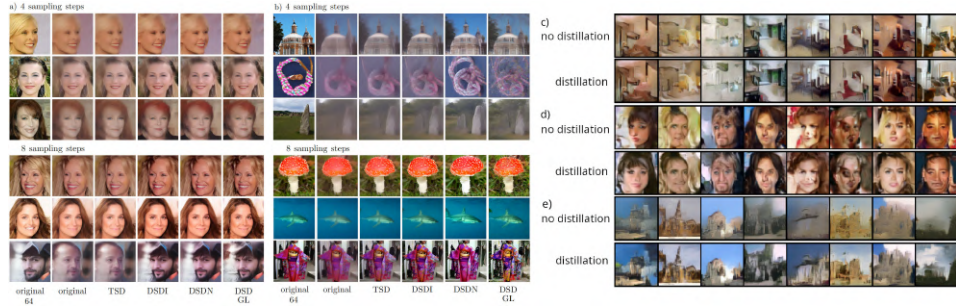 a) 4 sampling steps
8 sampling steps
original
64
original
TSD
DSDI
DSDN
DSD
GL
b) 4 sampling steps
8 sampling steps
original
64
original
TSD
DSDI
DSDN
DSD
GL
c)
no distillation
distillation
d)
no distillation
distillation
e)
no distillation
distillation